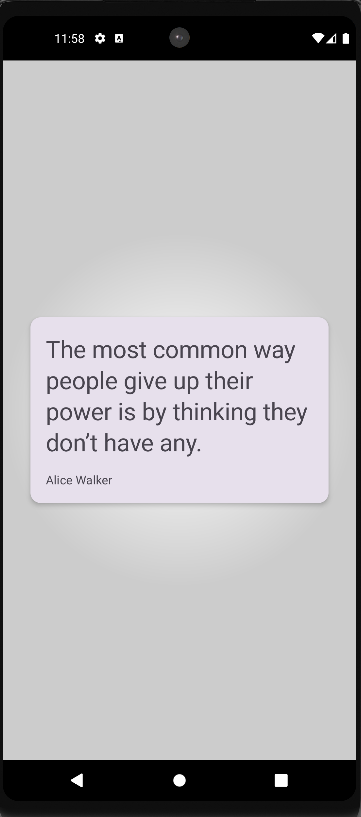 11:58
The most common way
people give up their
power is by thinking they
don’t have any.
Alice Walker